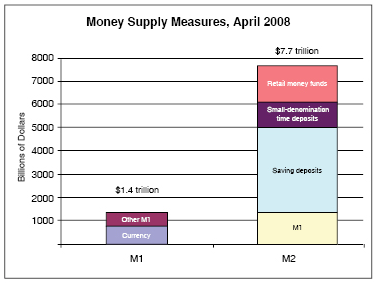 Money Supply Measures, April 2008
$7.7 trillion
8000
7000
6000
5000
4000
3000
2000
1000
Billions of Dollars
Retail money funds
Small-denomination
time deposits
Saving deposits
M1
$1.4 trillion
Other M1
Currency
M1
M2